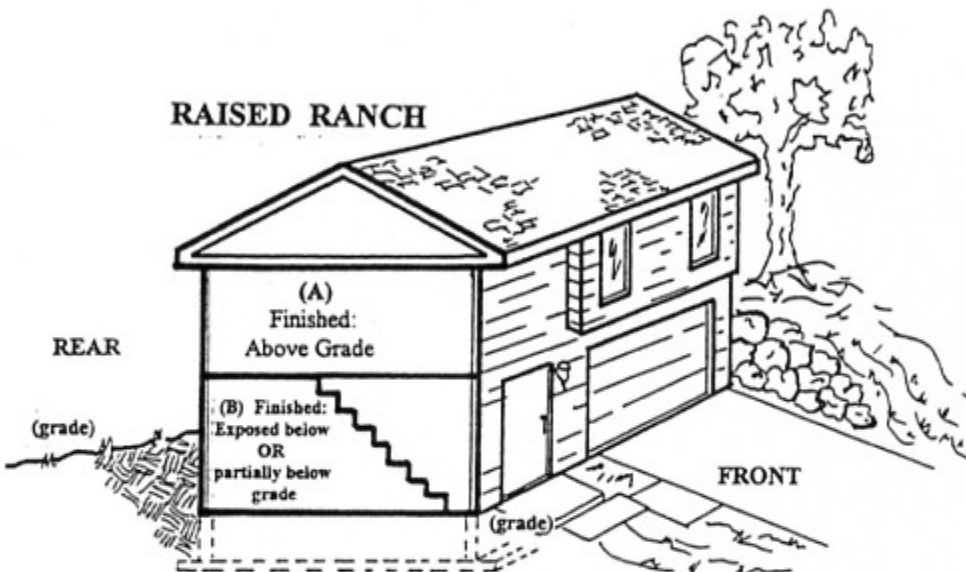 RAISED RANCH
(A)
Finished:
Above Grade
REAR
(B) Finished:
Exposed below
OR
partially below
grade
(grade)
FRONT
(grade)